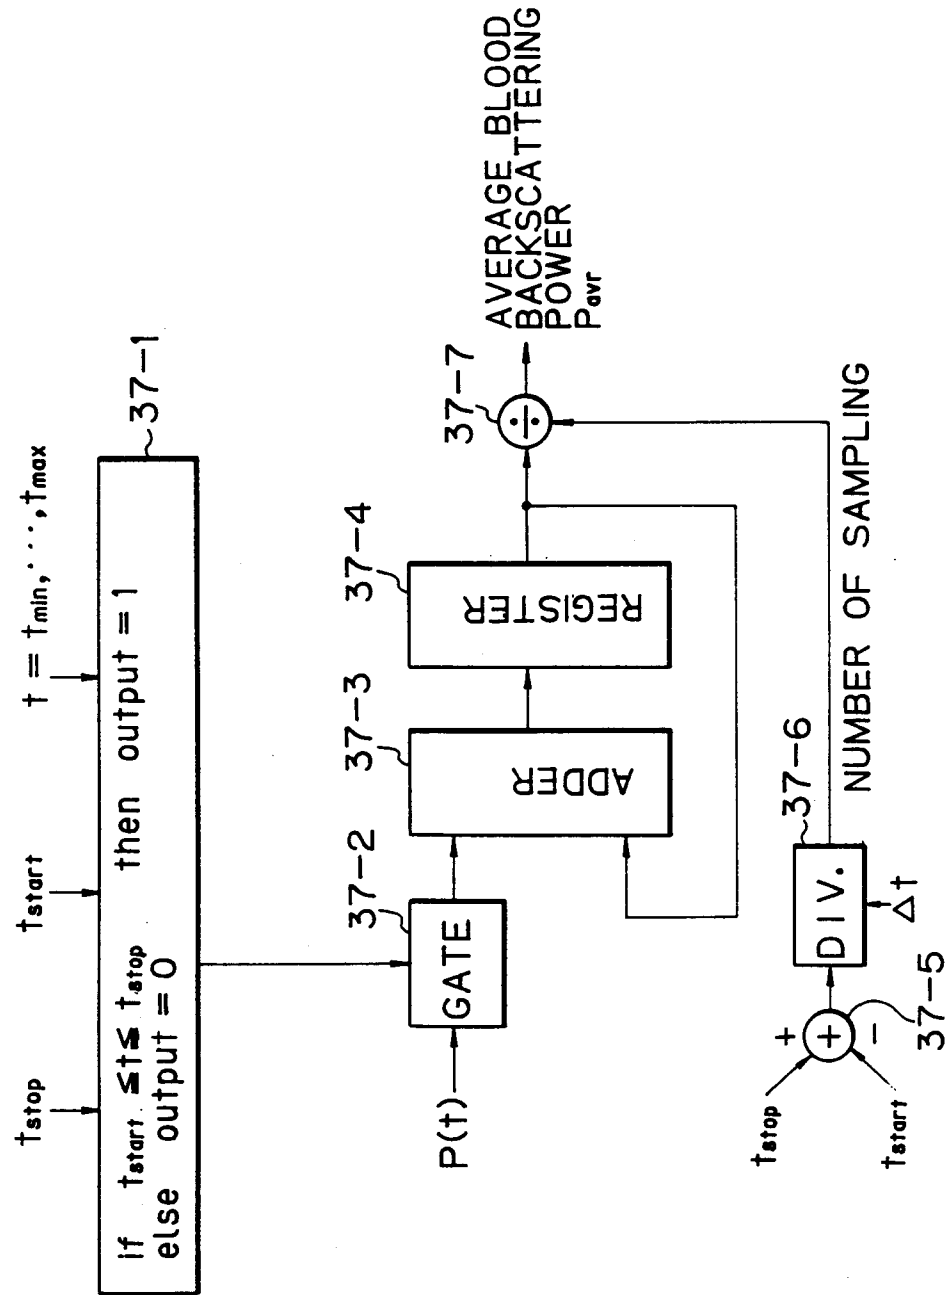 tstop
tstart
t = tmin, ···, tmax
37-1
if tstart ≦ t ≦ tstop then output = 1
else output = 0
P(t)
GATE
37-2
ADDER
37-3
REGISTER
37-4
÷
37-7
AVERAGE BLOOD
BACKSCATTERING
POWER
Pavr
tstop
+
+
−
tstart
37-5
DIV.
37-6
Δt
NUMBER OF SAMPLING